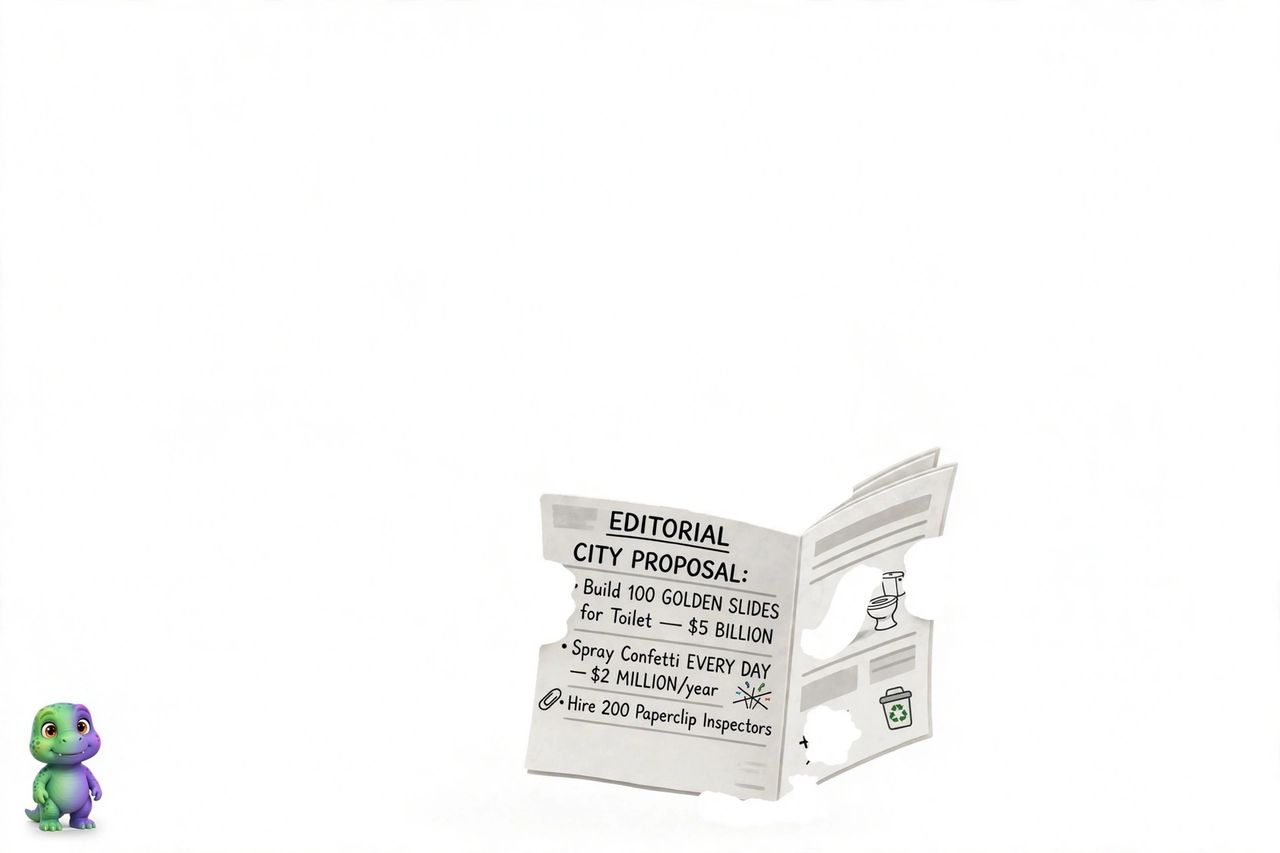 EDITORIAL
CITY PROPOSAL:
• Build 100 GOLDEN SLIDES
for Toilet — $5 BILLION
• Spray Confetti EVERY DAY
— $2 MILLION/year
• Hire 200 Paperclip Inspectors